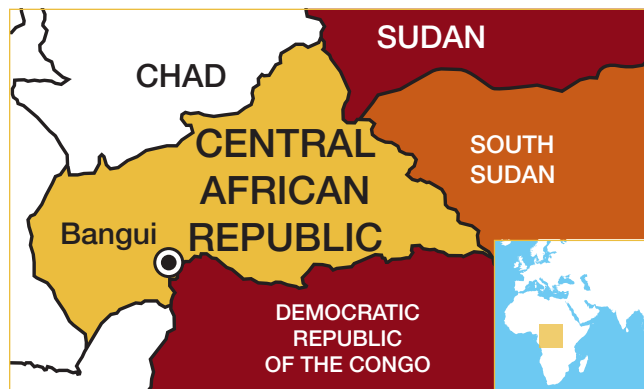 SUDAN
CHAD
CENTRAL
AFRICAN
REPUBLIC
SOUTH
SUDAN
Bangui
DEMOCRATIC
REPUBLIC
OF THE CONGO